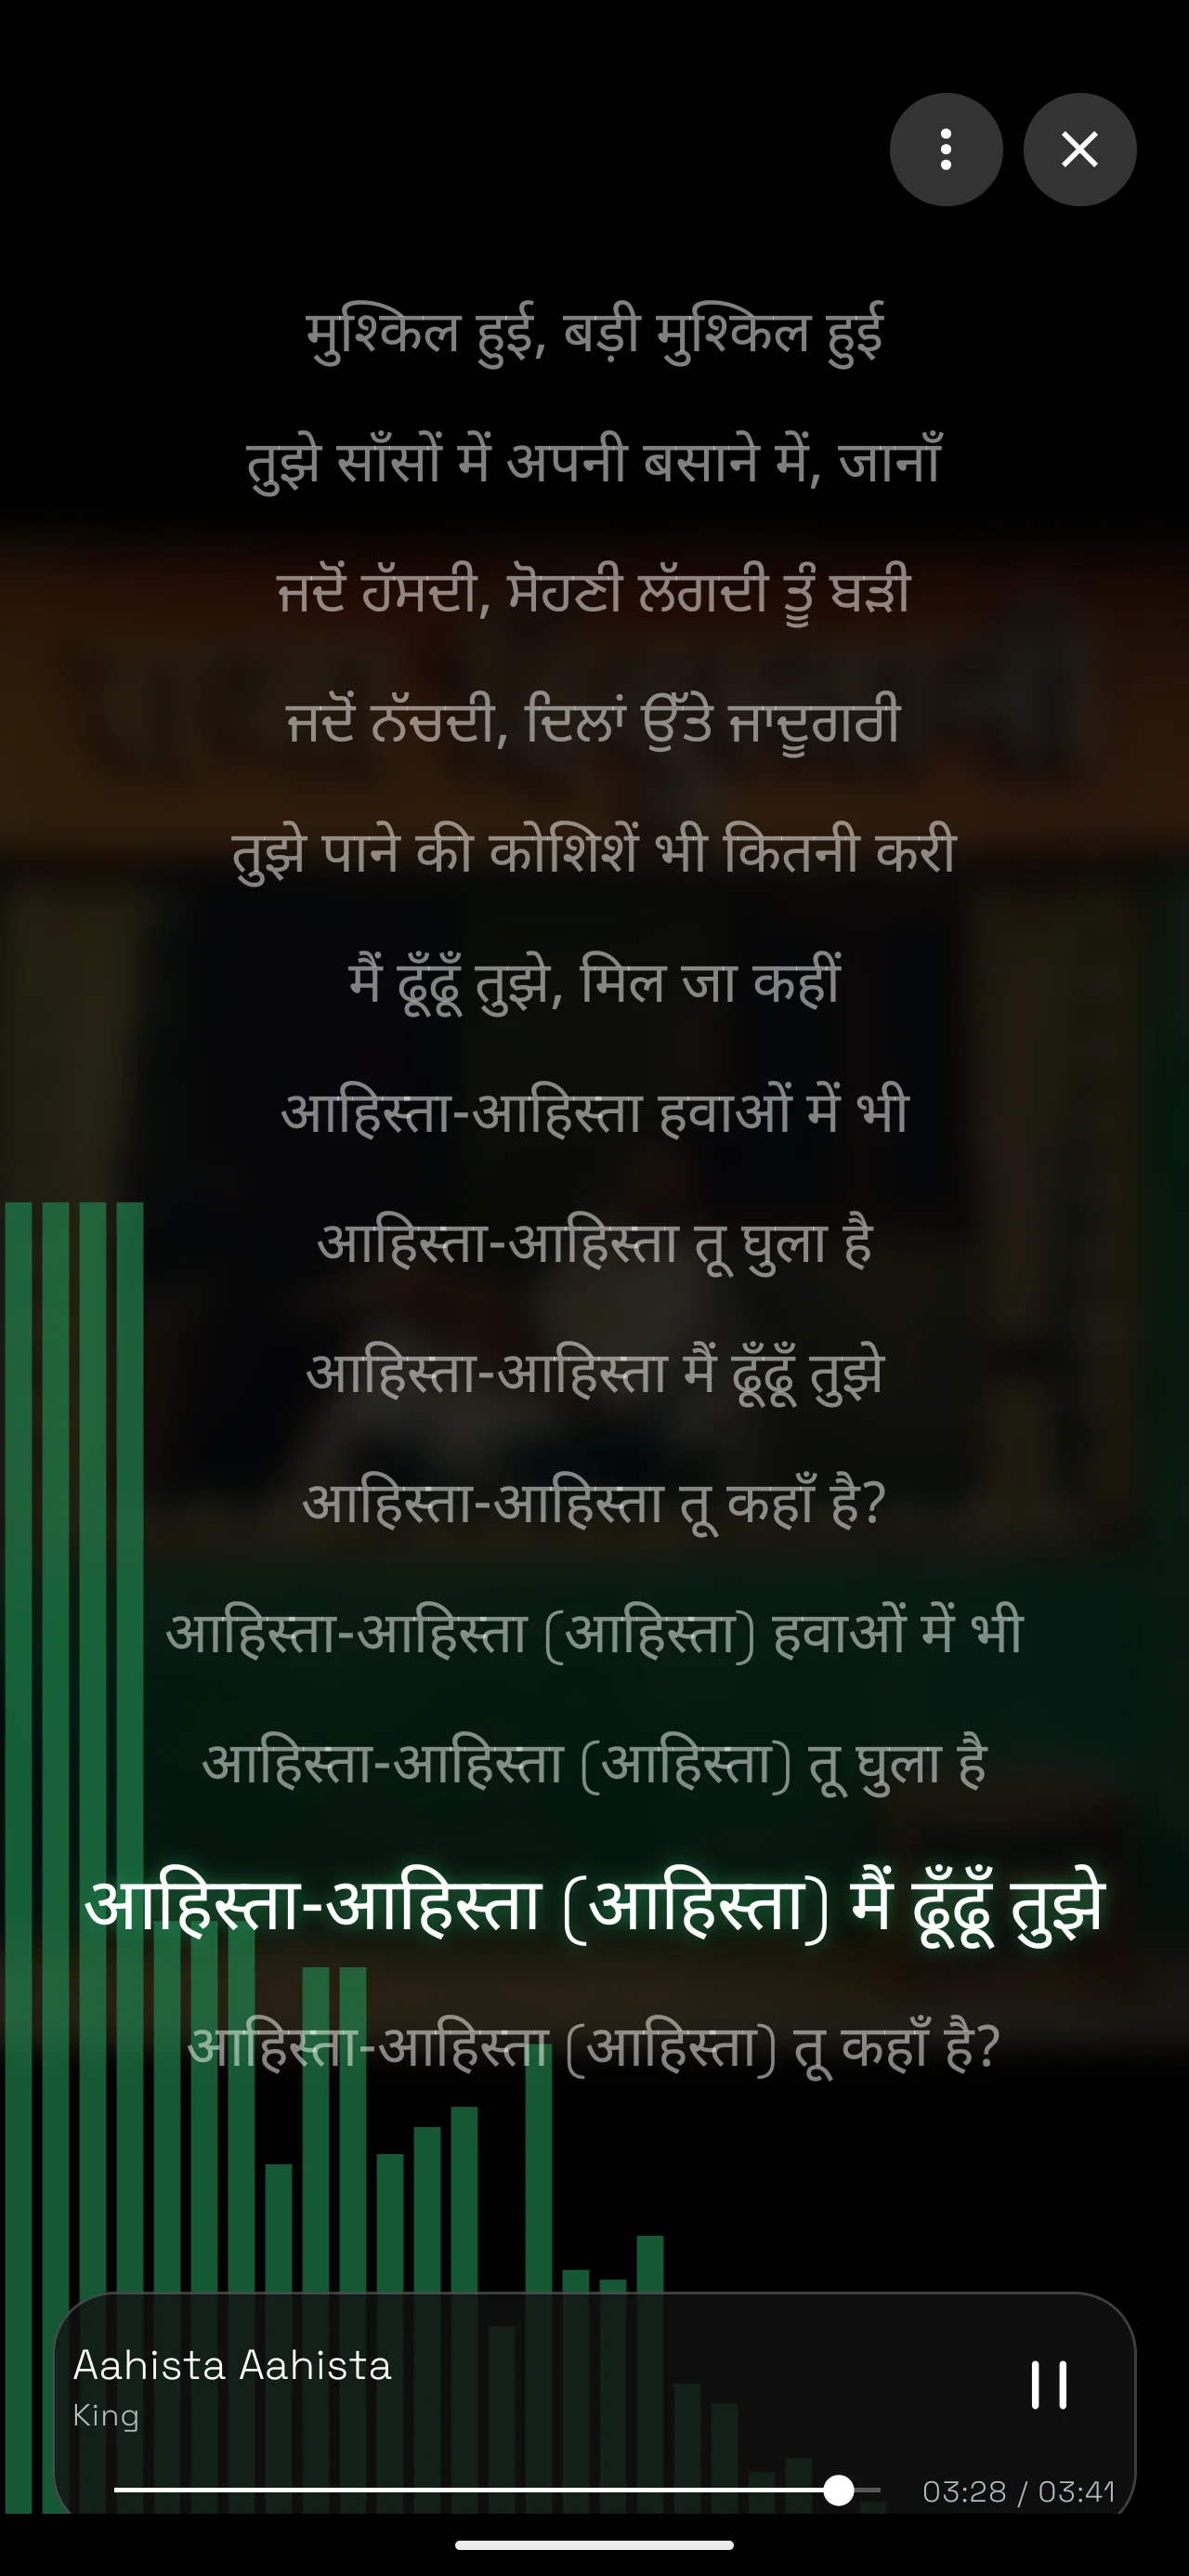 मुश्किल हुई, बड़ी मुश्किल हुई
तुझे साँसों में अपनी बसाने में, जानाँ
ਜਦੋਂ ਹੱਸਦੀ, ਸੋਹਣੀ ਲੱਗਦੀ ਤੂੰ ਬੜੀ
ਜਦੋਂ ਨੱਚਦੀ, ਦਿਲਾਂ ਉੱਤੇ ਜਾਦੂਗਰੀ
तुझे पाने की कोशिशें भी कितनी करी
मैं ढूँढूँ तुझे, मिल जा कहीं
आहिस्ता-आहिस्ता हवाओं में भी
आहिस्ता-आहिस्ता तू घुला है
आहिस्ता-आहिस्ता मैं ढूँढूँ तुझे
आहिस्ता-आहिस्ता तू कहाँ है?
आहिस्ता-आहिस्ता (आहिस्ता) हवाओं में भी
आहिस्ता-आहिस्ता (आहिस्ता) तू घुला है
आहिस्ता-आहिस्ता (आहिस्ता) मैं ढूँढूँ तुझे
आहिस्ता-आहिस्ता (आहिस्ता) तू कहाँ है?
Aahista Aahista
King
03:28 / 03:41